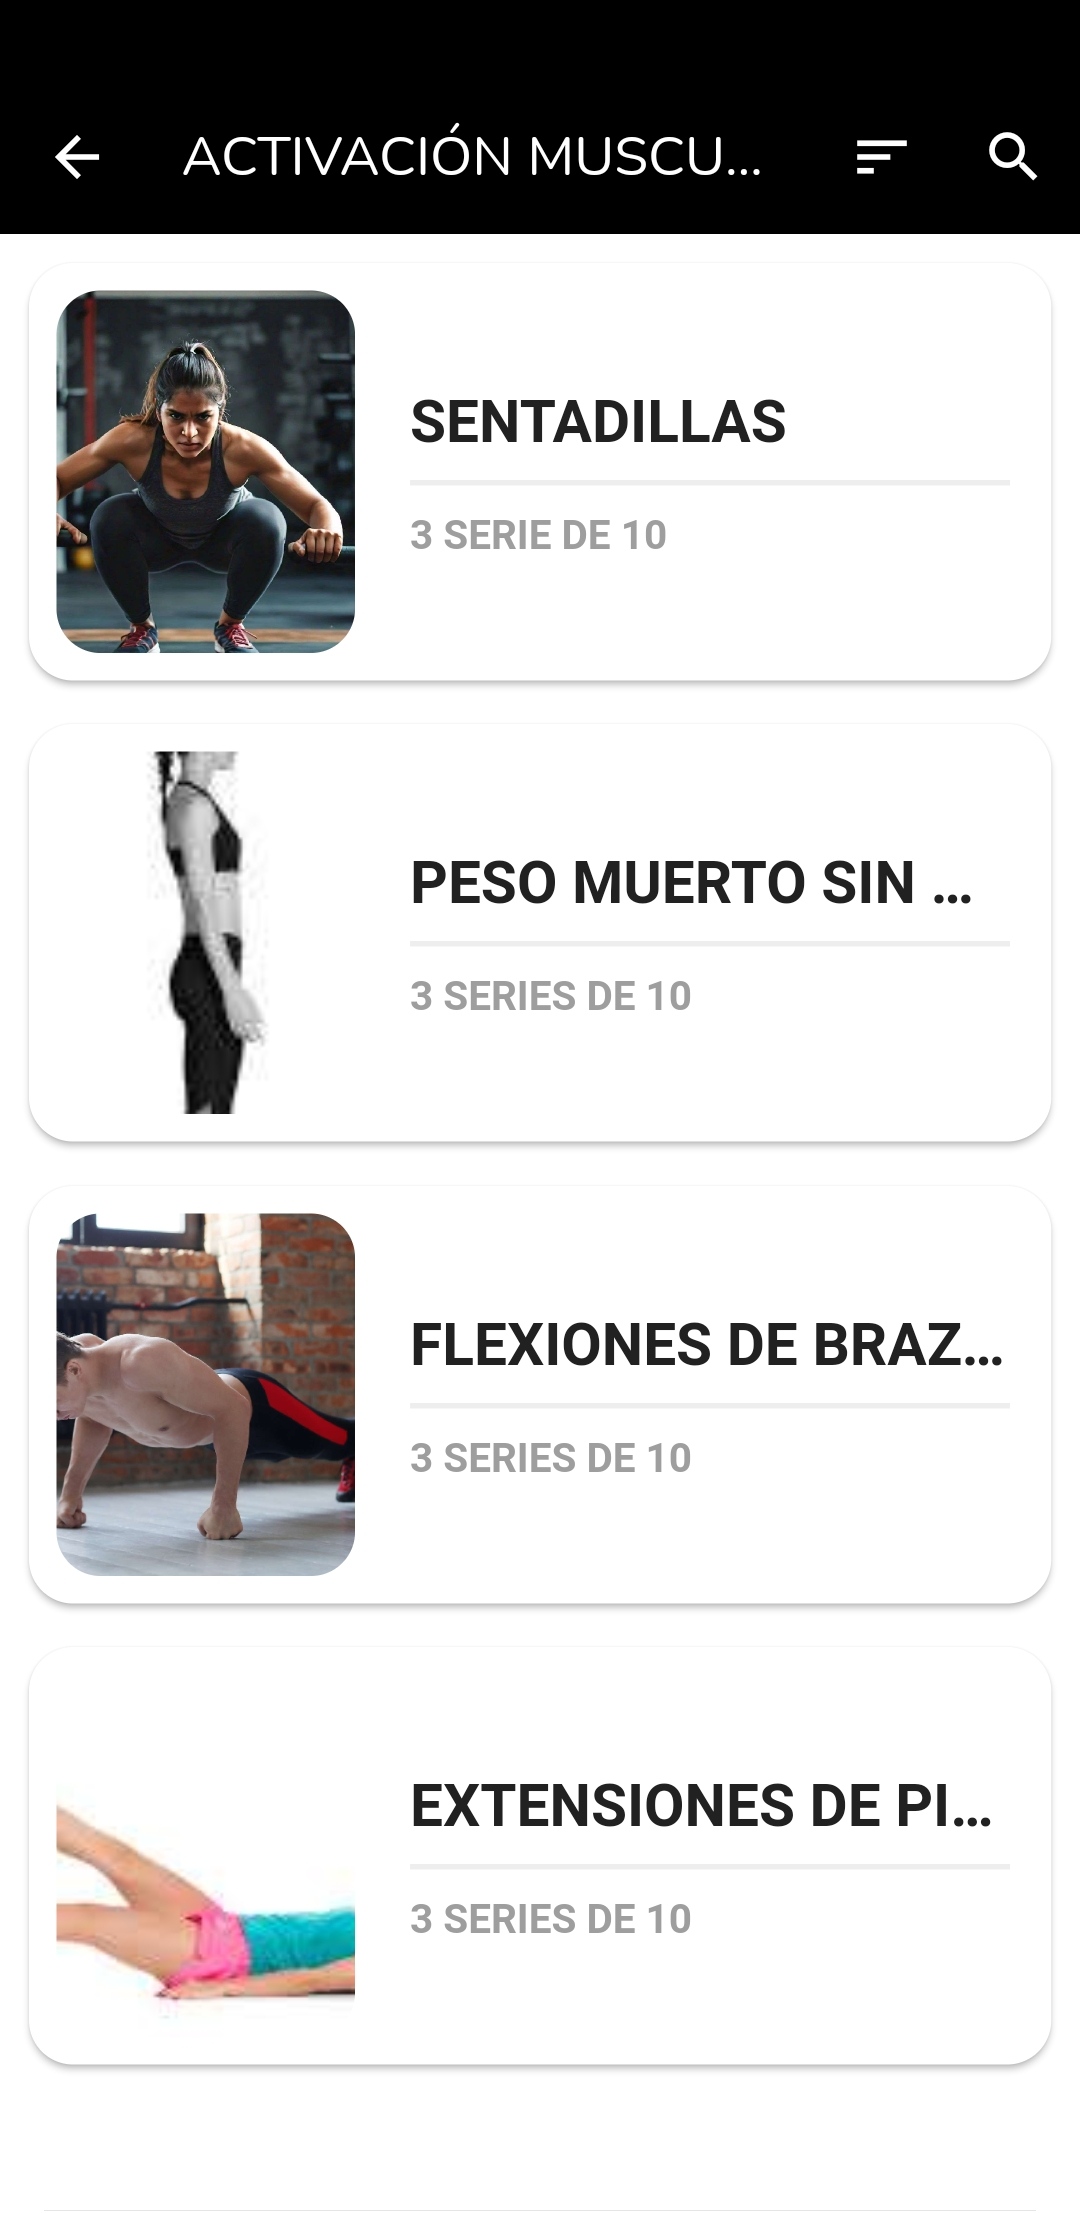 ACTIVACIÓN MUSCU...
SENTADILLAS
3 SERIE DE 10
PESO MUERTO SIN ...
3 SERIES DE 10
FLEXIONES DE BRAZ...
3 SERIES DE 10
EXTENSIONES DE PI...
3 SERIES DE 10